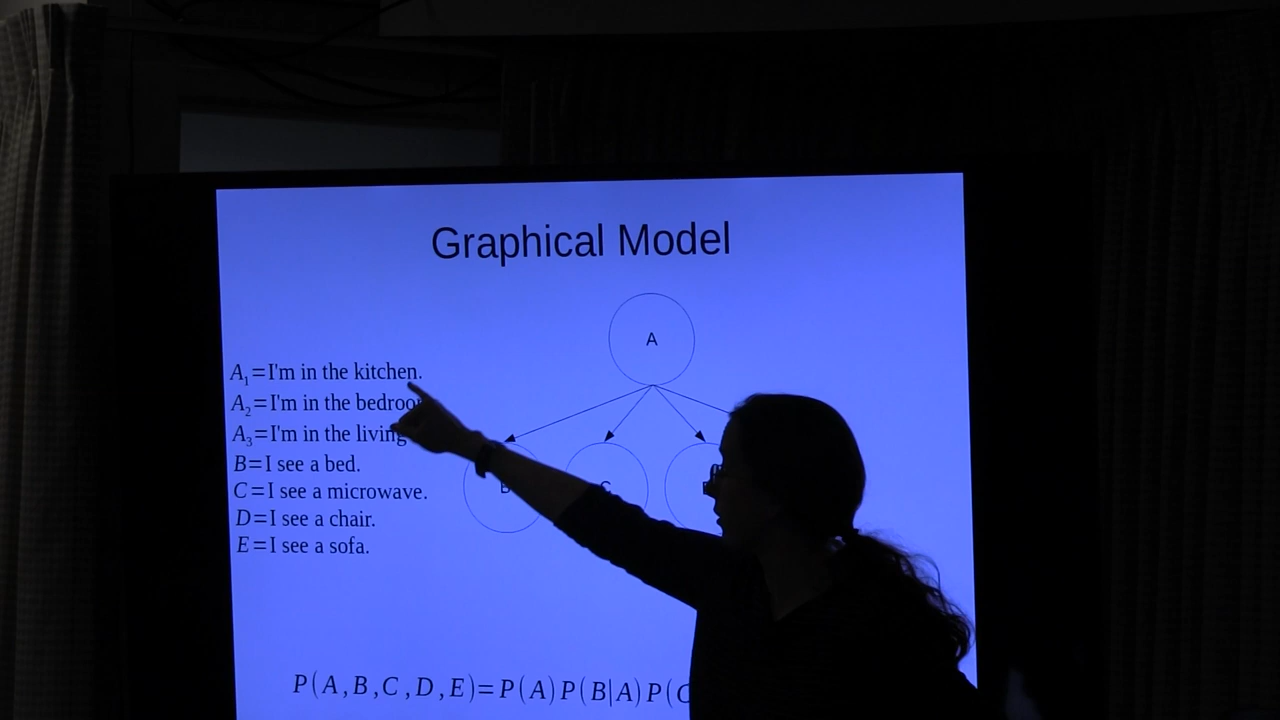 Graphical Model
A
A₁=I'm in the kitchen.
A₂=I'm in the
A₃=I'm in the living
B=I see a bed.
B C
C=I see a microwave.
D=I see a chair.
E=I see a sofa.
P(A,B,C,D,E)=P(A)P(B|A)P(C